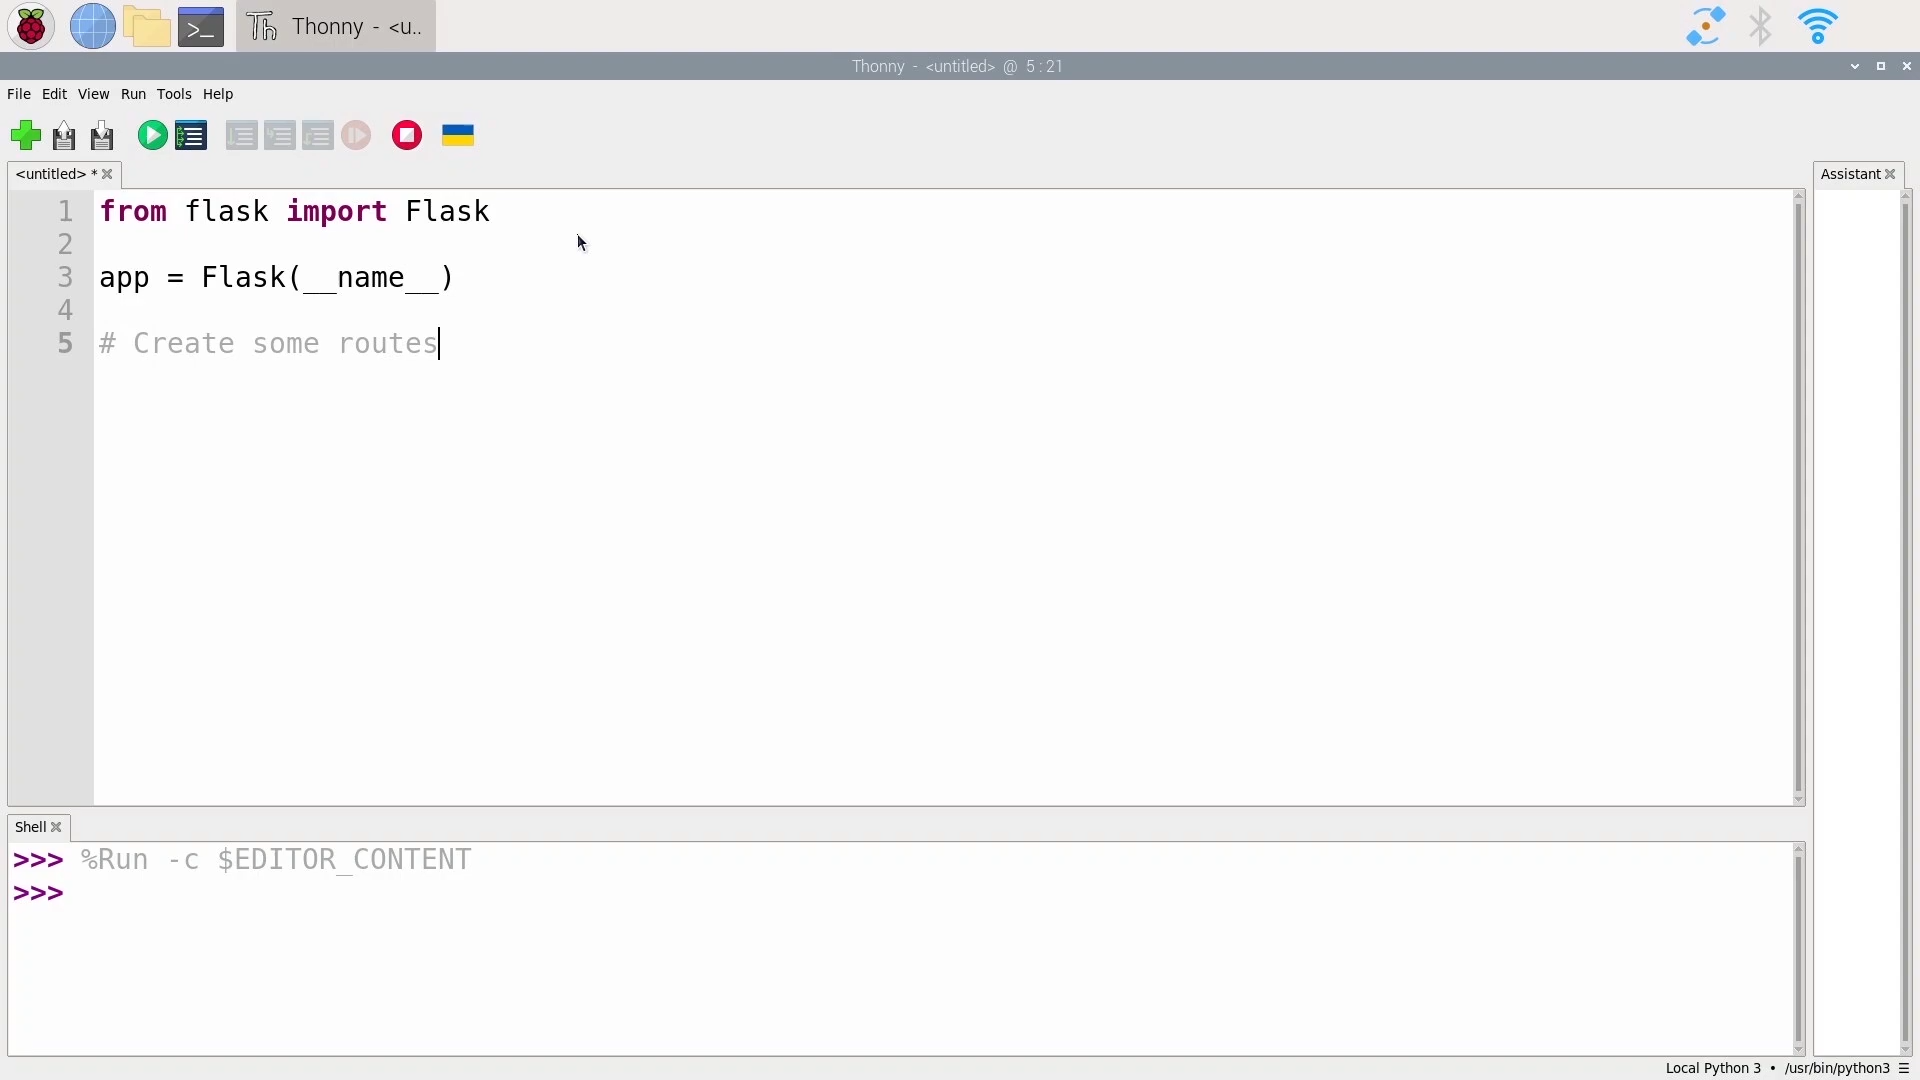 Thonny - <u..
Thonny - <untitled> @ 5:21
File Edit View Run Tools Help
<untitled> *
Assistant
1 from flask import Flask
2
3 app = Flask(__name__)
4
5 # Create some routes
Shell
>>> %Run -c $EDITOR_CONTENT
>>>
Local Python 3 • /usr/bin/python3 ☰